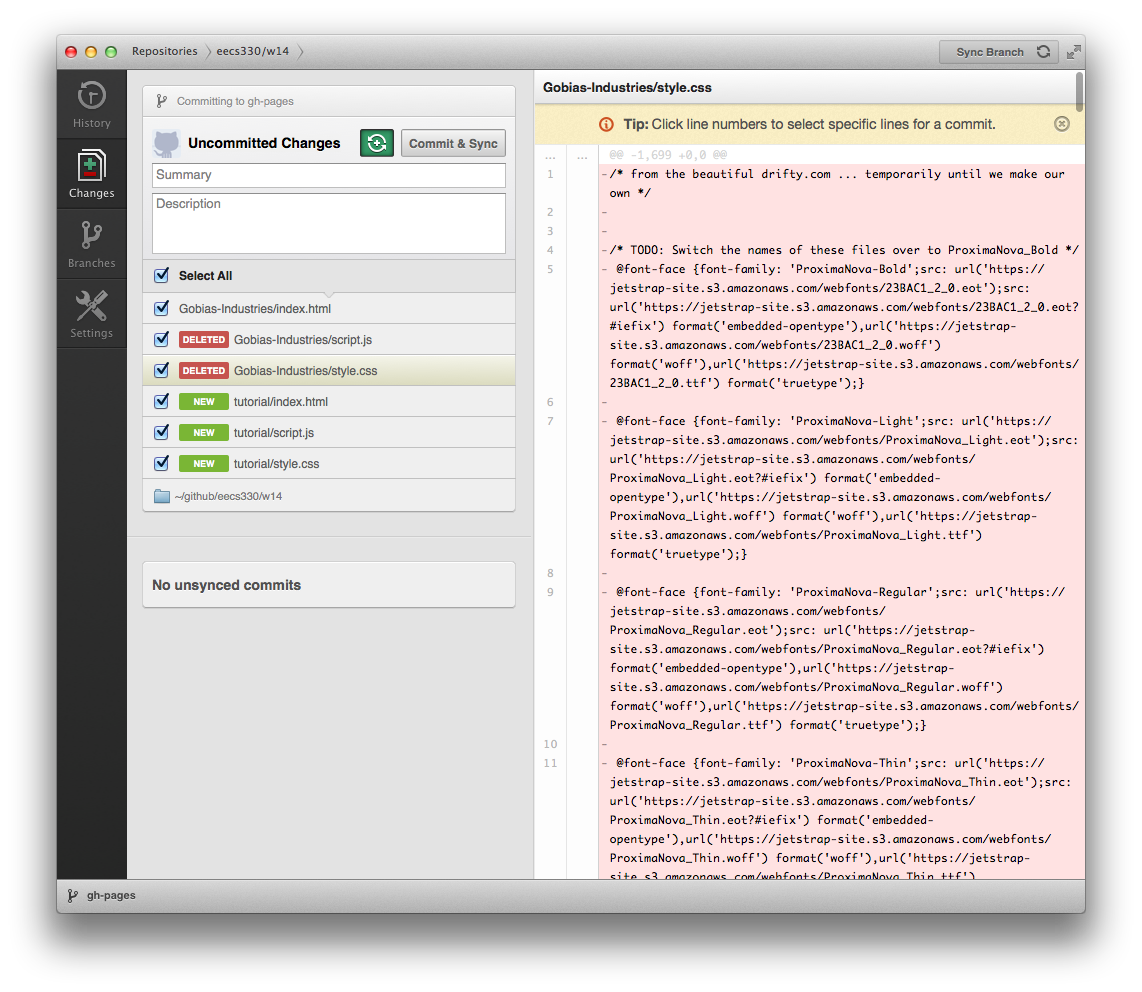 Repositories
eecs330/w14
Sync Branch
History
Changes
Branches
Settings
Committing to gh-pages
Uncommitted Changes
Commit & Sync
Summary
Description
Select All
Gobias-Industries/index.html
DELETED Gobias-Industries/script.js
DELETED Gobias-Industries/style.css
NEW tutorial/index.html
NEW tutorial/script.js
NEW tutorial/style.css
~/github/eecs330/w14
No unsynced commits
Gobias-Industries/style.css
Tip: Click line numbers to select specific lines for a commit.
... ... @@ -1,699 +0,0 @@
1 -/* from the beautiful drifty.com ... temporarily until we make our
own */
2 -
3 -
4 -/* TODO: Switch the names of these files over to ProximaNova_Bold */
5 - @font-face {font-family: 'ProximaNova-Bold';src: url('https://
jetstrap-site.s3.amazonaws.com/webfonts/23BAC1_2_0.eot');src:
url('https://jetstrap-site.s3.amazonaws.com/webfonts/23BAC1_2_0.eot?
#iefix') format('embedded-opentype'),url('https://jetstrap-
site.s3.amazonaws.com/webfonts/23BAC1_2_0.woff')
format('woff'),url('https://jetstrap-site.s3.amazonaws.com/webfonts/
23BAC1_2_0.ttf') format('truetype');}
6 -
7 - @font-face {font-family: 'ProximaNova-Light';src: url('https://
jetstrap-site.s3.amazonaws.com/webfonts/ProximaNova_Light.eot');src:
url('https://jetstrap-site.s3.amazonaws.com/webfonts/
ProximaNova_Light.eot?#iefix') format('embedded-
opentype'),url('https://jetstrap-site.s3.amazonaws.com/webfonts/
ProximaNova_Light.woff') format('woff'),url('https://jetstrap-
site.s3.amazonaws.com/webfonts/ProximaNova_Light.ttf')
format('truetype');}
8 -
9 - @font-face {font-family: 'ProximaNova-Regular';src: url('https://
jetstrap-site.s3.amazonaws.com/webfonts/
ProximaNova_Regular.eot');src: url('https://jetstrap-
site.s3.amazonaws.com/webfonts/ProximaNova_Regular.eot?#iefix')
format('embedded-opentype'),url('https://jetstrap-
site.s3.amazonaws.com/webfonts/ProximaNova_Regular.woff')
format('woff'),url('https://jetstrap-site.s3.amazonaws.com/webfonts/
ProximaNova_Regular.ttf') format('truetype');}
10 -
11 - @font-face {font-family: 'ProximaNova-Thin';src: url('https://
jetstrap-site.s3.amazonaws.com/webfonts/ProximaNova_Thin.eot');src:
url('https://jetstrap-site.s3.amazonaws.com/webfonts/
ProximaNova_Thin.eot?#iefix') format('embedded-
opentype'),url('https://jetstrap-site.s3.amazonaws.com/webfonts/
ProximaNova_Thin.woff') format('woff'),url('https://jetstrap-
site.s3.amazonaws.com/webfonts/ProximaNova_Thin.ttf')
gh-pages